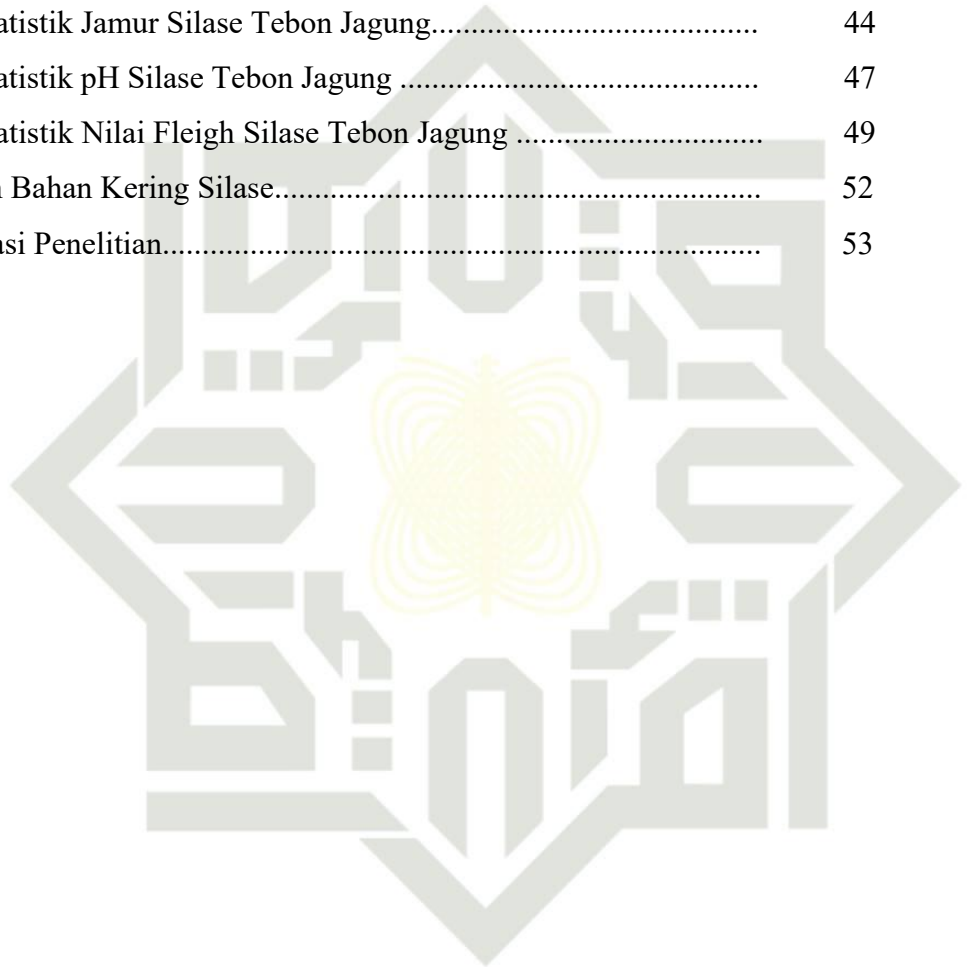 atistik Jamur Silase Tebon Jagung....................................... 44
atistik pH Silase Tebon Jagung ........................................... 47
atistik Nilai Fleigh Silase Tebon Jagung .............................. 49
n Bahan Kering Silase........................................................... 52
asi Penelitian......................................................................... 53